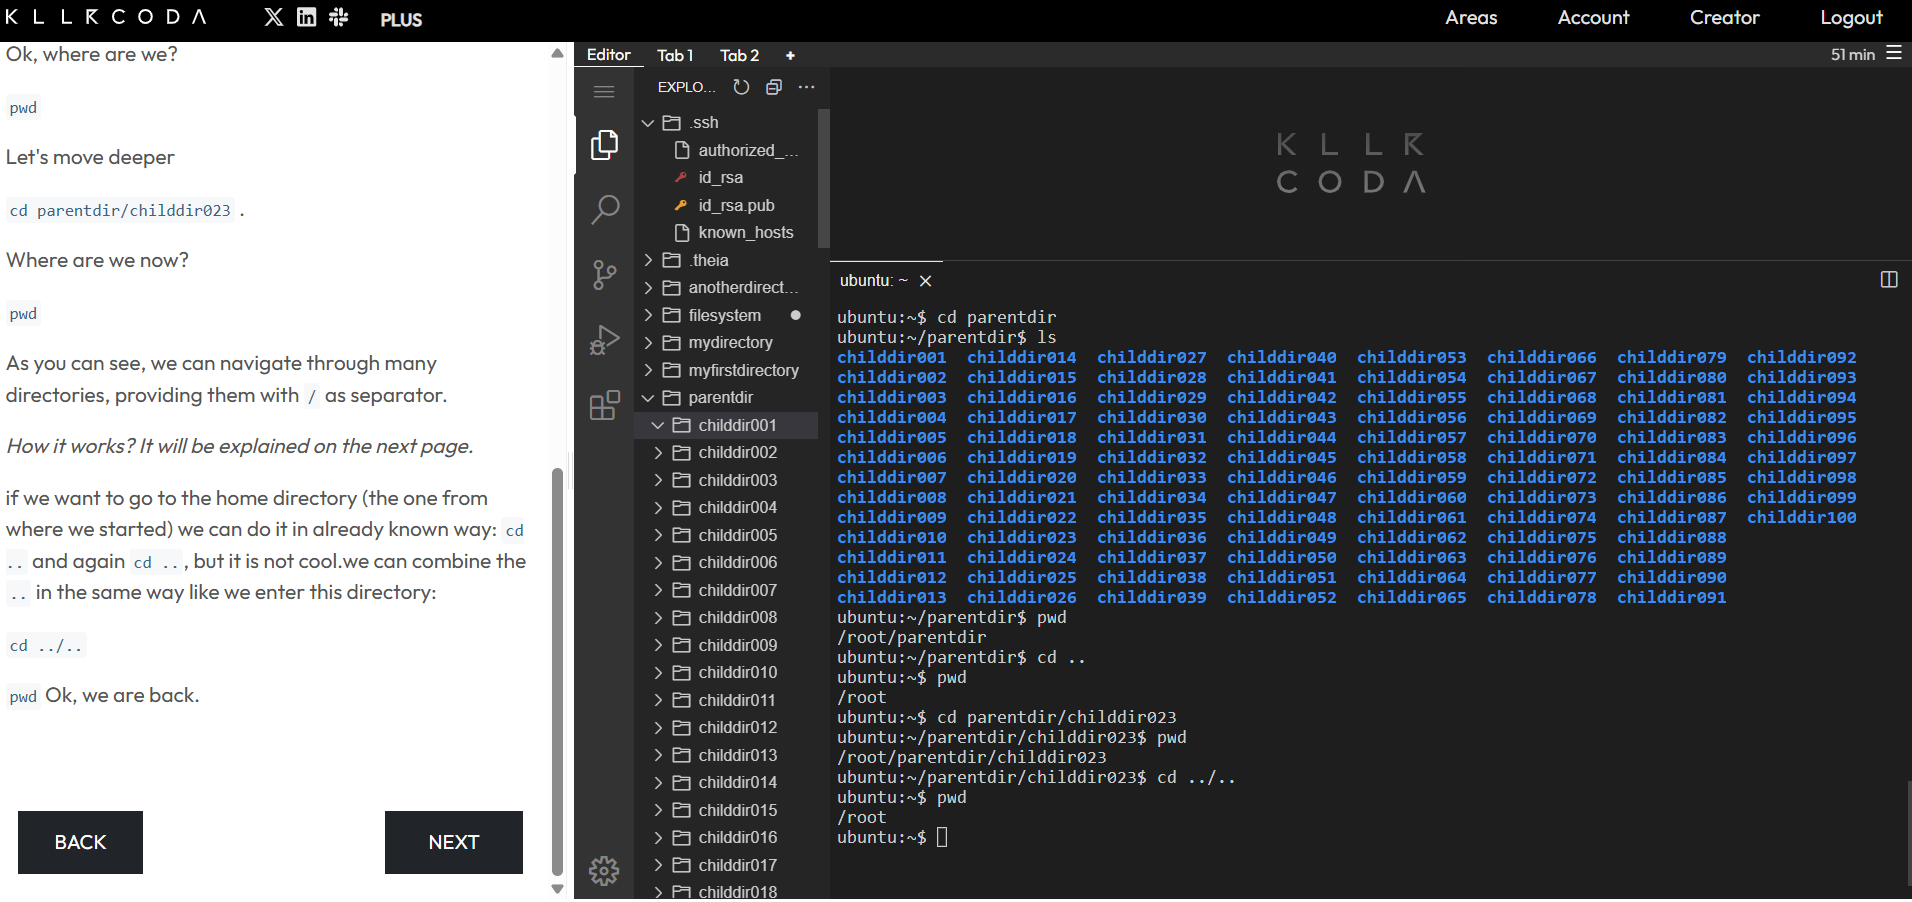 KLLRCODA PLUS Areas Account Creator Logout
Ok, where are we?
pwd
Let's move deeper
cd parentdir/childdir023 .
Where are we now?
pwd
As you can see, we can navigate through many
directories, providing them with / as separator.
How it works? It will be explained on the next page.
if we want to go to the home directory (the one from
where we started) we can do it in already known way: cd
.. and again cd .. , but it is not cool.we can combine the
.. in the same way like we enter this directory:
cd ../..
pwd Ok, we are back.
BACK NEXT
Editor Tab 1 Tab 2 + 51 min
EXPLO...
.ssh
authorized_...
id_rsa
id_rsa.pub
known_hosts
.theia
anotherdirect...
filesystem
mydirectory
myfirstdirectory
parentdir
childdir001
childdir002
childdir003
childdir004
childdir005
childdir006
childdir007
childdir008
childdir009
childdir010
childdir011
childdir012
childdir013
childdir014
childdir015
childdir016
childdir017
childdir018
KLLR
CODA
ubuntu: ~
ubuntu:~$ cd parentdir
ubuntu:~/parentdir$ ls
childdir001 childdir014 childdir027 childdir040 childdir053 childdir066 childdir079 childdir092
childdir002 childdir015 childdir028 childdir041 childdir054 childdir067 childdir080 childdir093
childdir003 childdir016 childdir029 childdir042 childdir055 childdir068 childdir081 childdir094
childdir004 childdir017 childdir030 childdir043 childdir056 childdir069 childdir082 childdir095
childdir005 childdir018 childdir031 childdir044 childdir057 childdir070 childdir083 childdir096
childdir006 childdir019 childdir032 childdir045 childdir058 childdir071 childdir084 childdir097
childdir007 childdir020 childdir033 childdir046 childdir059 childdir072 childdir085 childdir098
childdir008 childdir021 childdir034 childdir047 childdir060 childdir073 childdir086 childdir099
childdir009 childdir022 childdir035 childdir048 childdir061 childdir074 childdir087 childdir100
childdir010 childdir023 childdir036 childdir049 childdir062 childdir075 childdir088
childdir011 childdir024 childdir037 childdir050 childdir063 childdir076 childdir089
childdir012 childdir025 childdir038 childdir051 childdir064 childdir077 childdir090
childdir013 childdir026 childdir039 childdir052 childdir065 childdir078 childdir091
ubuntu:~/parentdir$ pwd
/root/parentdir
ubuntu:~/parentdir$ cd ..
ubuntu:~$ pwd
/root
ubuntu:~$ cd parentdir/childdir023
ubuntu:~/parentdir/childdir023$ pwd
/root/parentdir/childdir023
ubuntu:~/parentdir/childdir023$ cd ../..
ubuntu:~$ pwd
/root
ubuntu:~$